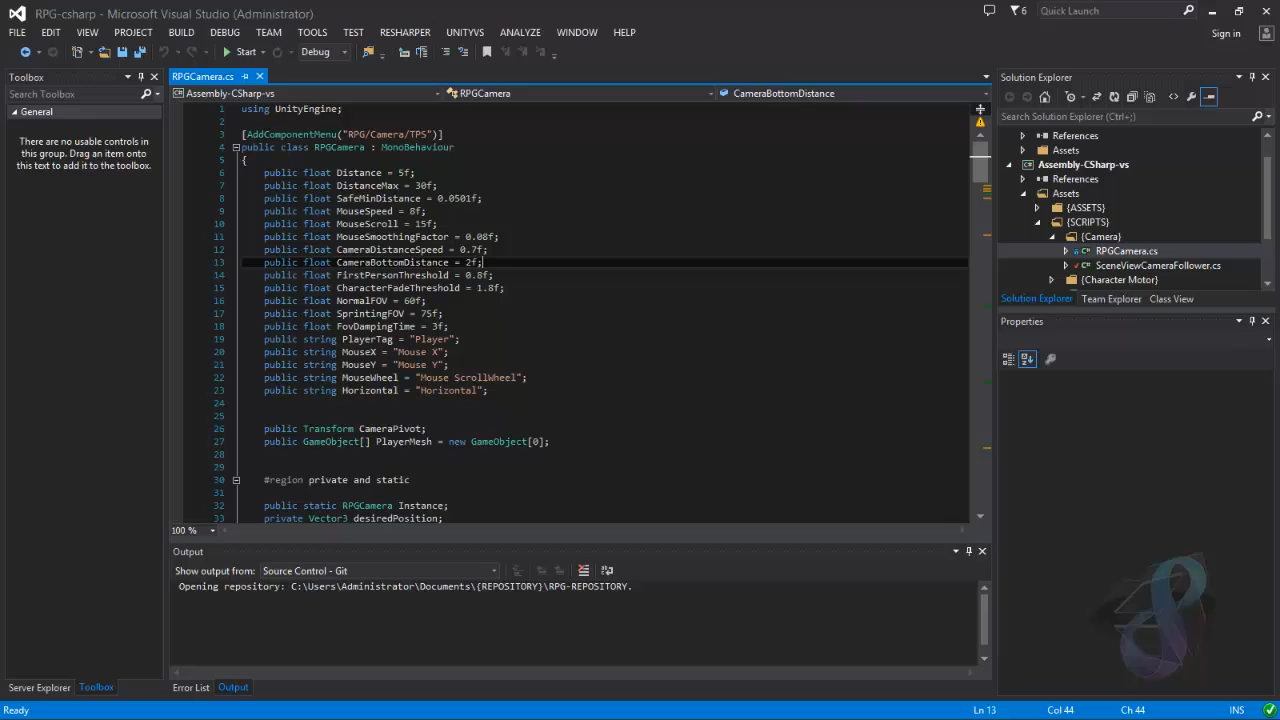 RPG-csharp - Microsoft Visual Studio (Administrator)
6
Quick Launch
FILE EDIT VIEW PROJECT BUILD DEBUG TEAM TOOLS TEST RESHARPER UNITYVS ANALYZE WINDOW HELP
Sign in
Start
Debug
Toolbox
Search Toolbox
General
There are no usable controls in
this group. Drag an item onto
this text to add it to the toolbox.
Server Explorer Toolbox
RPGCamera.cs
Assembly-CSharp-vs RPGCamera CameraBottomDistance
1 using UnityEngine;
2
3 [AddComponentMenu("RPG/Camera/TPS")]
4 public class RPGCamera : MonoBehaviour
5 {
6 public float Distance = 5f;
7 public float DistanceMax = 30f;
8 public float SafeMinDistance = 0.0501f;
9 public float MouseSpeed = 8f;
10 public float MouseScroll = 15f;
11 public float MouseSmoothingFactor = 0.08f;
12 public float CameraDistanceSpeed = 0.7f;
13 public float CameraBottomDistance = 2f;
14 public float FirstPersonThreshold = 0.8f;
15 public float CharacterFadeThreshold = 1.8f;
16 public float NormalFOV = 60f;
17 public float SprintingFOV = 75f;
18 public float FovDampingTime = 3f;
19 public string PlayerTag = "Player";
20 public string MouseX = "Mouse X";
21 public string MouseY = "Mouse Y";
22 public string MouseWheel = "Mouse ScrollWheel";
23 public string Horizontal = "Horizontal";
24
25
26 public Transform CameraPivot;
27 public GameObject[] PlayerMesh = new GameObject[0];
28
29
30 #region private and static
31
32 public static RPGCamera Instance;
33 private Vector3 desiredPosition;
100 %
Output
Show output from: Source Control - Git
Opening repository: C:\Users\Administrator\Documents\{REPOSITORY}\RPG-REPOSITORY.
Error List Output
Solution Explorer
Search Solution Explorer (Ctrl+;)
References
Assets
Assembly-CSharp-vs
References
Assets
{ASSETS}
{SCRIPTS}
{Camera}
RPGCamera.cs
SceneViewCameraFollower.cs
{Character Motor}
Solution Explorer Team Explorer Class View
Properties
Ready Ln 13 Col 44 Ch 44 INS